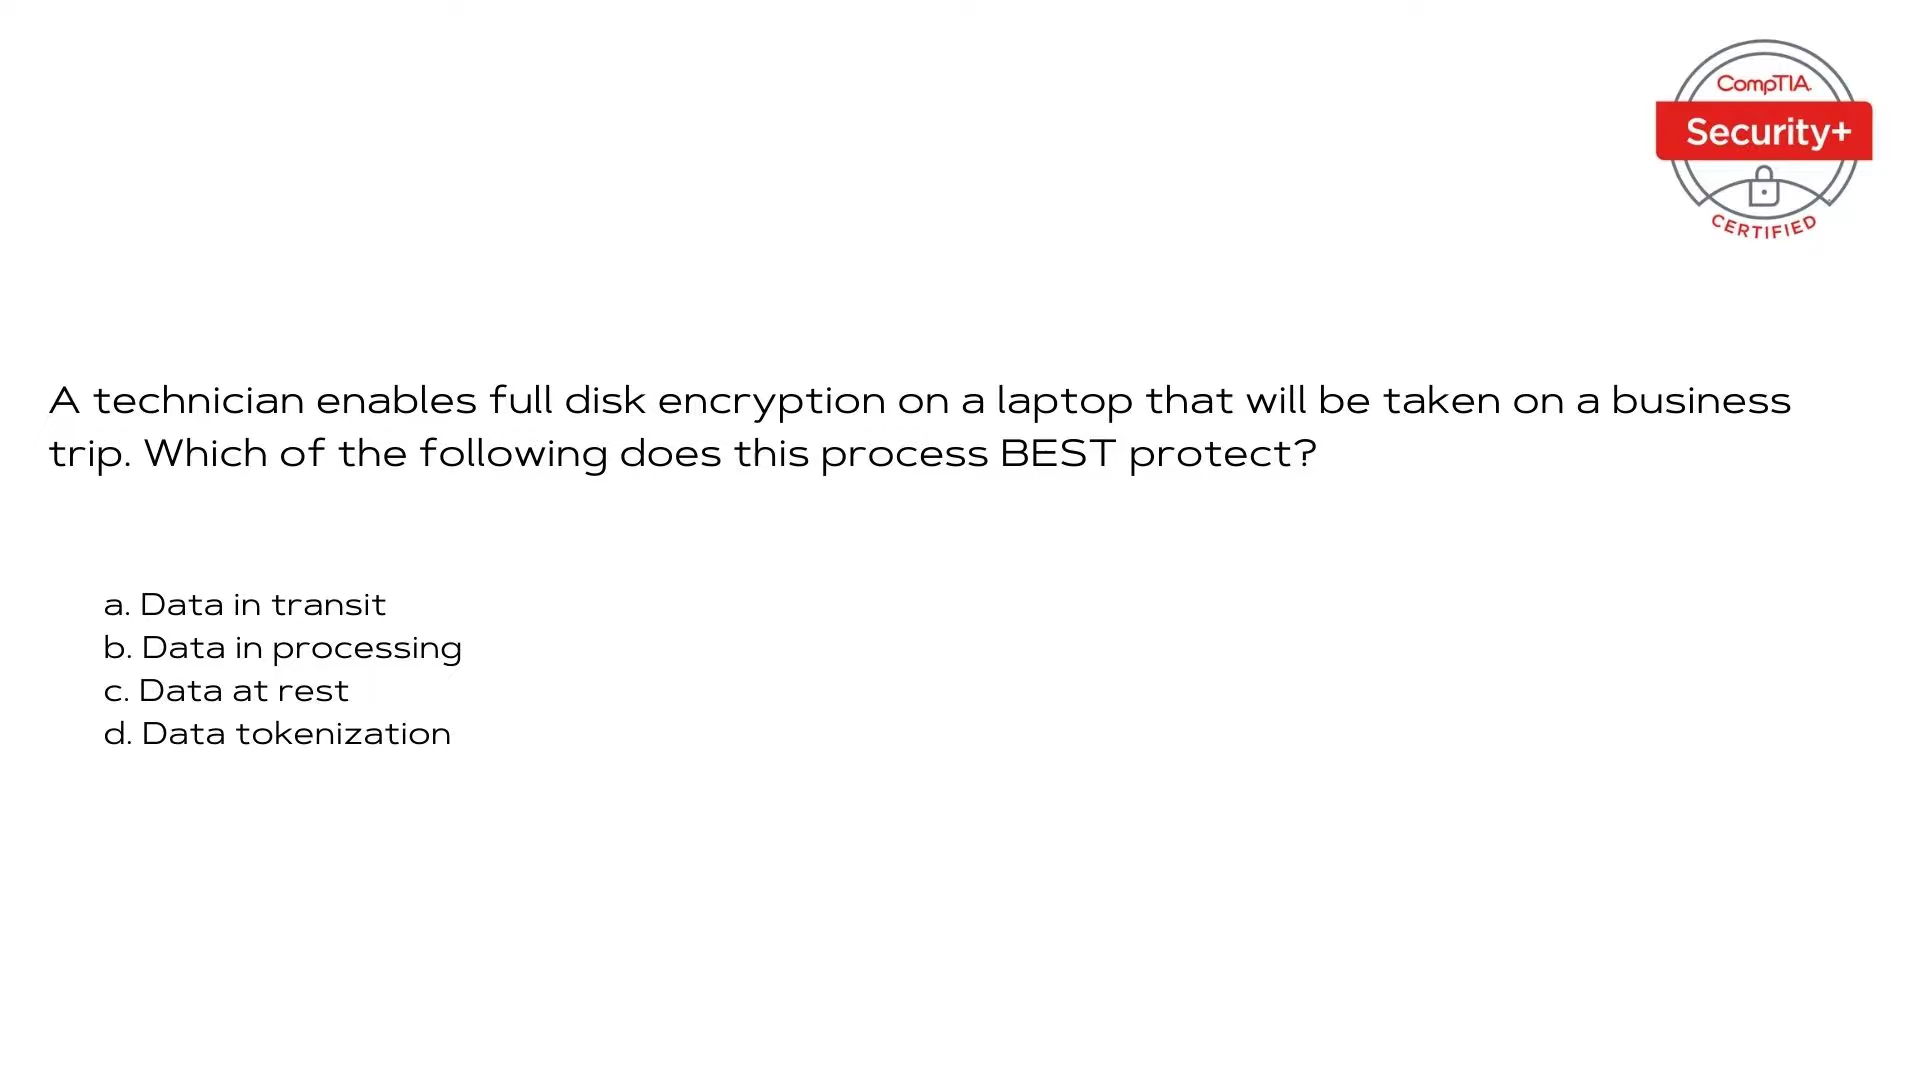 CompTIA.
Security+
CERTIFIED
A technician enables full disk encryption on a laptop that will be taken on a business
trip. Which of the following does this process BEST protect?
a. Data in transit
b. Data in processing
c. Data at rest
d. Data tokenization